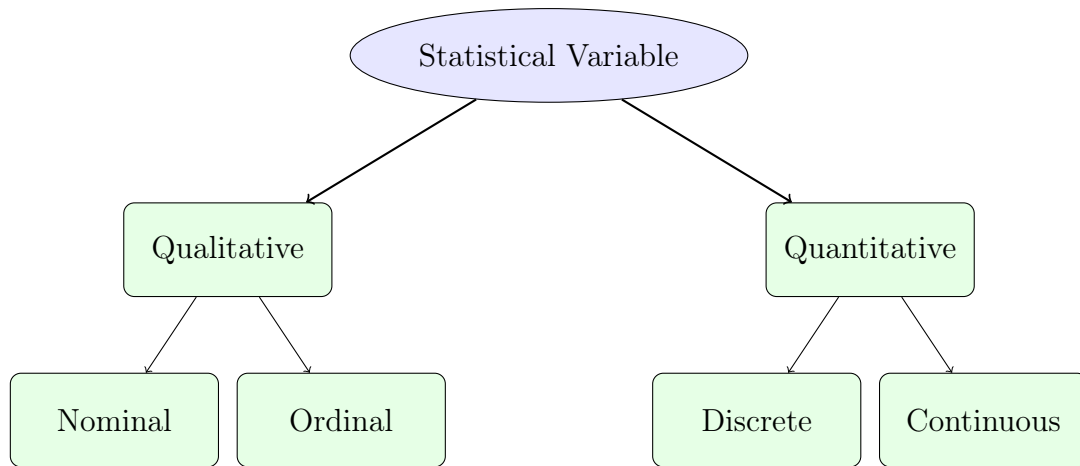 Statistical Variable
Qualitative
Quantitative
Nominal
Ordinal
Discrete
Continuous